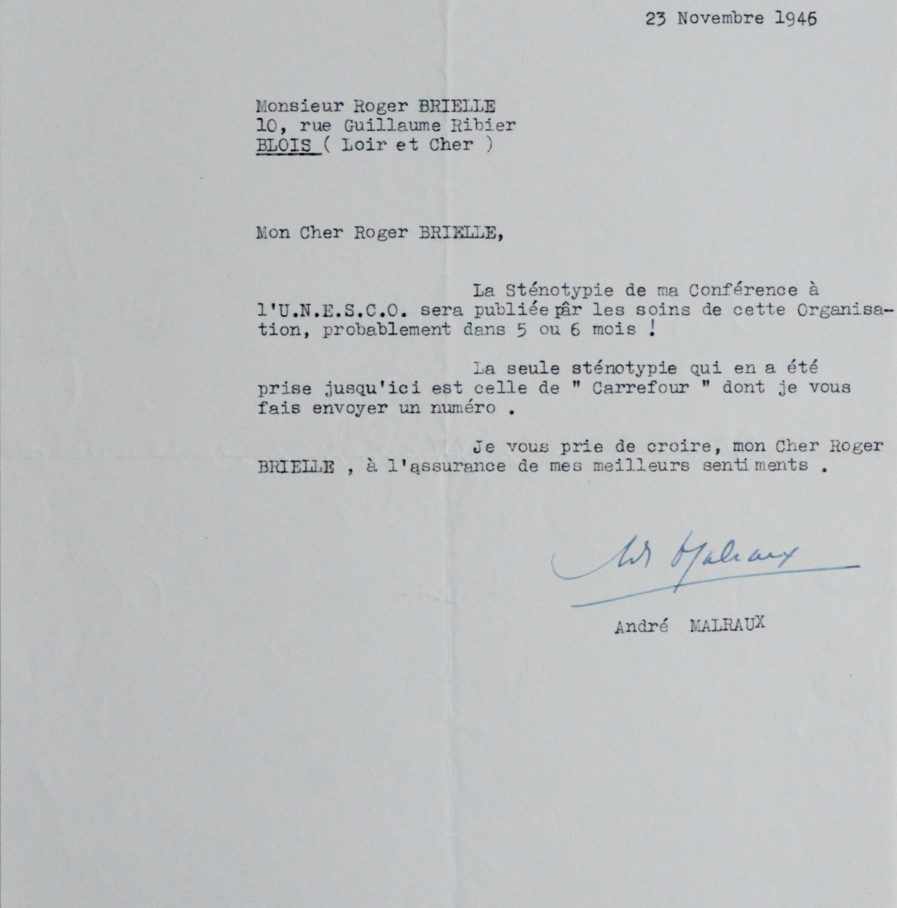 23 Novembre 1946
Monsieur Roger BRIELLE
10, rue Guillaume Ribier
BLOIS ( Loir et Cher )
Mon Cher Roger BRIELLE,
La Sténotypie de ma Conférence à
l'U.N.E.S.C.O. sera publiée par les soins de cette Organisa-
tion, probablement dans 5 ou 6 mois !
La seule sténotypie qui en a été
prise jusqu'ici est celle de " Carrefour " dont je vous
fais envoyer un numéro .
Je vous prie de croire, mon Cher Roger
BRIELLE , à l'assurance de mes meilleurs sentiments .
Malraux
André MALRAUX